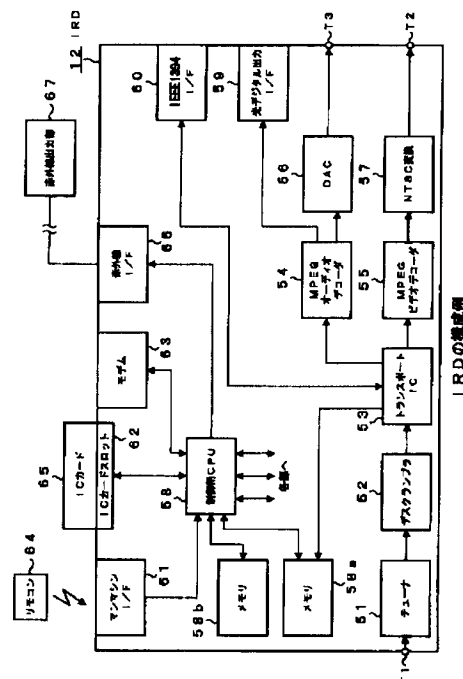 12 IRD
67
赤外線出力部
64
リモコン
65
ICカード
ICカードスロット
62
61
マンマシン
I/F
モデム
63
赤外線
I/F
66
60
IEEE1394
I/F
59
光デジタル出力
I/F
T3
T2
58
制御用CPU
各部へ
58b
メモリ
メモリ
58a
54
MPEG
オーディオ
デコーダ
DAC
56
55
MPEG
ビデオデコーダ
NTSC変換
57
53
トランスポート
IC
52
デスクランブラ
51
チューナ
T1
IRDの構成例